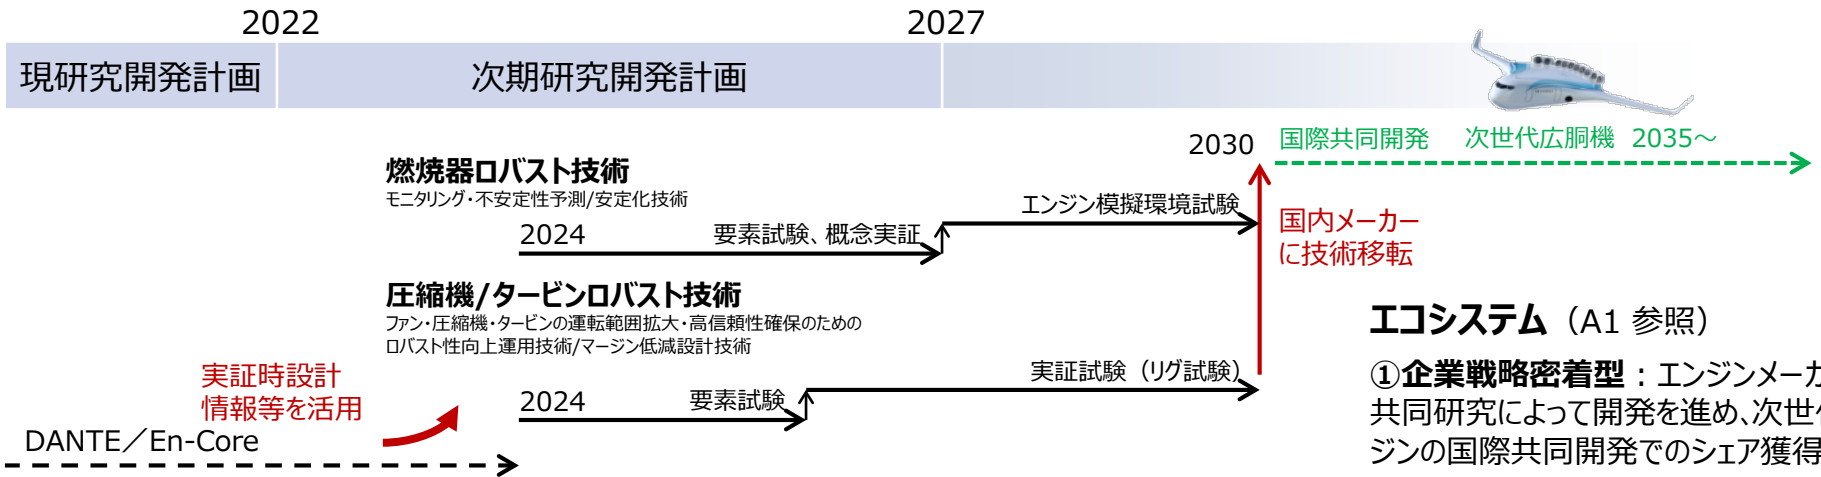 2022
2027
現研究開発計画
次期研究開発計画
2030
国際共同開発 次世代広胴機 2035～
燃焼器ロバスト技術
モニタリング・不安定性予測/安定化技術
エンジン模擬環境試験
2024
要素試験、概念実証
国内メーカー
に技術移転
圧縮機/タービンロバスト技術
ファン・圧縮機・タービンの運転範囲拡大・高信頼性確保のための
ロバスト性向上運用技術/マージン低減設計技術
エコシステム（A1 参照）
実証時設計
情報等を活用
実証試験（リグ試験）
2024
要素試験
①企業戦略密着型：エンジンメーカ
共同研究によって開発を進め、次世代
ジンの国際共同開発でのシェア獲得
DANTE／En-Core